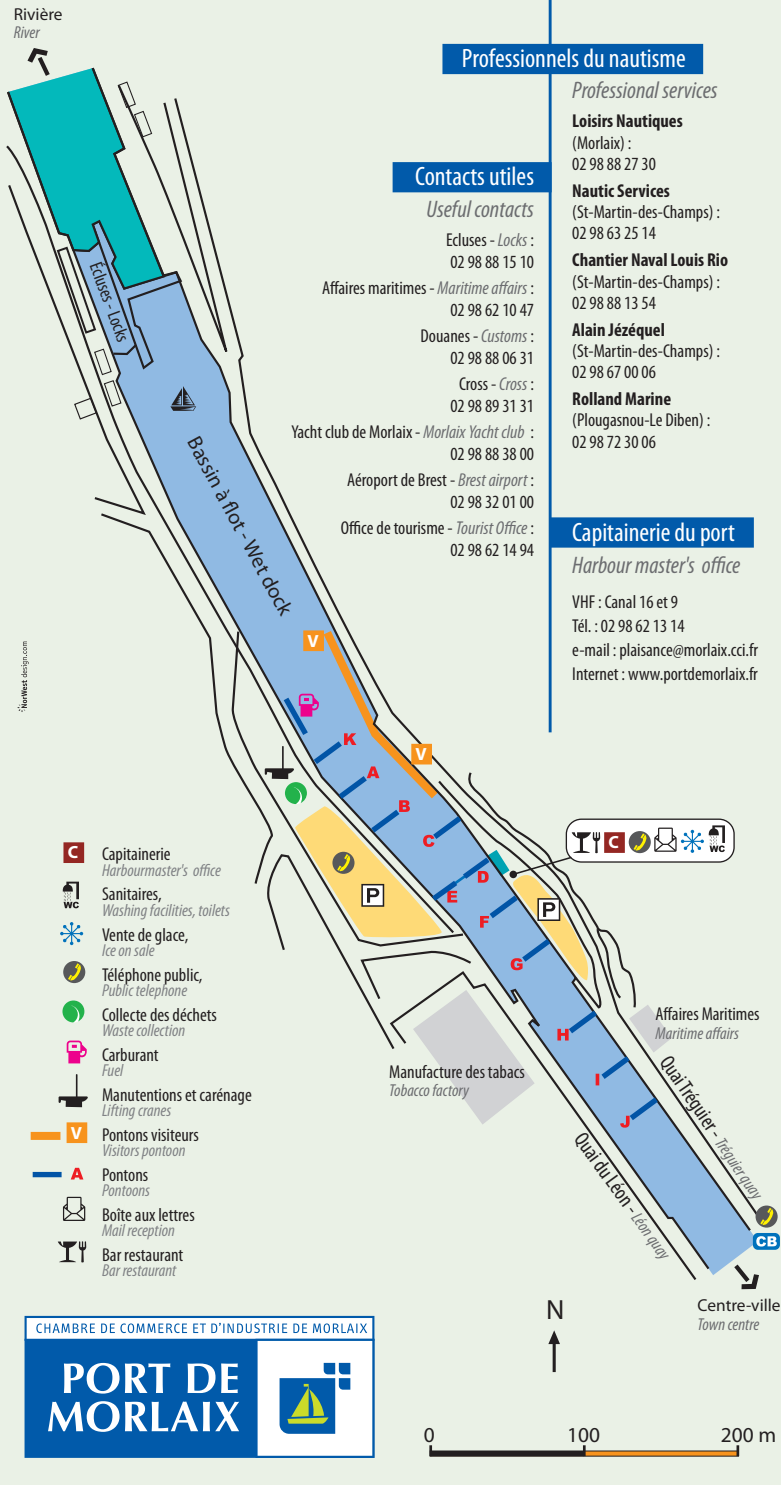 Rivière
River
Professionnels du nautisme
Professional services
Loisirs Nautiques
(Morlaix) :
02 98 88 27 30
Nautic Services
(St-Martin-des-Champs) :
02 98 63 25 14
Chantier Naval Louis Rio
(St-Martin-des-Champs) :
02 98 88 13 54
Alain Jézéquel
(St-Martin-des-Champs) :
02 98 67 00 06
Rolland Marine
(Plougasnou-Le Diben) :
02 98 72 30 06
Contacts utiles
Useful contacts
Ecluses - Locks :
02 98 88 15 10
Affaires maritimes - Maritime affairs :
02 98 62 10 47
Douanes - Customs :
02 98 88 06 31
Cross - Cross :
02 98 89 31 31
Yacht club de Morlaix - Morlaix Yacht club :
02 98 88 38 00
Aéroport de Brest - Brest airport :
02 98 32 01 00
Office de tourisme - Tourist Office :
02 98 62 14 94
Capitainerie du port
Harbour master's office
VHF : Canal 16 et 9
Tél. : 02 98 62 13 14
e-mail : plaisance@morlaix.cci.fr
Internet : www.portdemorlaix.fr
Écluses - Locks
Bassin à flot - Wet dock
NorWest design.com
V
V
K
A
B
C
D
E
F
G
H
I
J
P
P
C
WC
Affaires Maritimes
Maritime affairs
Manufacture des tabacs
Tobacco factory
Quai Tréguier - Tréguier quay
Quai du Léon - Léon quay
CB
Centre-ville
Town centre
C Capitainerie
Harbourmaster's office
WC Sanitaires,
Washing facilities, toilets
Vente de glace,
Ice on sale
Téléphone public,
Public telephone
Collecte des déchets
Waste collection
Carburant
Fuel
Manutentions et carénage
Lifting cranes
V Pontons visiteurs
Visitors pontoon
A Pontons
Pontoons
Boîte aux lettres
Mail reception
Bar restaurant
Bar restaurant
CHAMBRE DE COMMERCE ET D'INDUSTRIE DE MORLAIX
PORT DE
MORLAIX
N
0 100 200 m